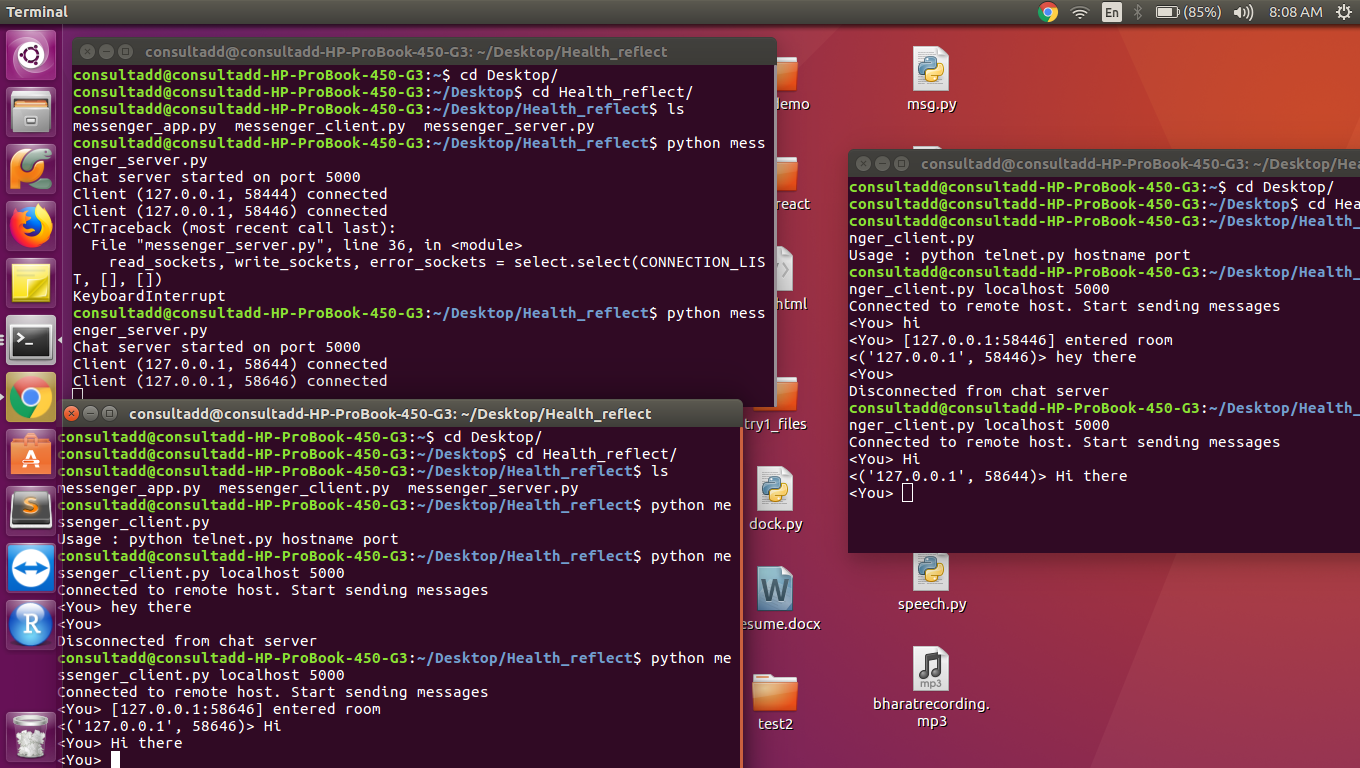 Terminal
En
(85%)
8:08 AM
consultadd@consultadd-HP-ProBook-450-G3: ~/Desktop/Health_reflect
consultadd@consultadd-HP-ProBook-450-G3:~$ cd Desktop/
consultadd@consultadd-HP-ProBook-450-G3:~/Desktop$ cd Health_reflect/
consultadd@consultadd-HP-ProBook-450-G3:~/Desktop/Health_reflect$ ls
messenger_app.py  messenger_client.py  messenger_server.py
consultadd@consultadd-HP-ProBook-450-G3:~/Desktop/Health_reflect$ python mess
enger_server.py
Chat server started on port 5000
Client (127.0.0.1, 58444) connected
Client (127.0.0.1, 58446) connected
^CTraceback (most recent call last):
  File "messenger_server.py", line 36, in <module>
    read_sockets, write_sockets, error_sockets = select.select(CONNECTION_LIS
T, [], [])
KeyboardInterrupt
consultadd@consultadd-HP-ProBook-450-G3:~/Desktop/Health_reflect$ python mess
enger_server.py
Chat server started on port 5000
Client (127.0.0.1, 58644) connected
Client (127.0.0.1, 58646) connected
consultadd@consultadd-HP-ProBook-450-G3: ~/Desktop/Health_reflect
consultadd@consultadd-HP-ProBook-450-G3:~$ cd Desktop/
consultadd@consultadd-HP-ProBook-450-G3:~/Desktop$ cd Health_reflect/
consultadd@consultadd-HP-ProBook-450-G3:~/Desktop/Health_reflect$ ls
messenger_app.py  messenger_client.py  messenger_server.py
consultadd@consultadd-HP-ProBook-450-G3:~/Desktop/Health_reflect$ python me
ssenger_client.py
Usage : python telnet.py hostname port
consultadd@consultadd-HP-ProBook-450-G3:~/Desktop/Health_reflect$ python me
ssenger_client.py localhost 5000
Connected to remote host. Start sending messages
<You> hey there
<You>
Disconnected from chat server
consultadd@consultadd-HP-ProBook-450-G3:~/Desktop/Health_reflect$ python me
ssenger_client.py localhost 5000
Connected to remote host. Start sending messages
<You> [127.0.0.1:58646] entered room
<('127.0.0.1', 58646)> Hi
<You> Hi there
<You>
demo
react
html
try1_files
dock.py
esume.docx
test2
msg.py
consultadd@consultadd-HP-ProBook-450-G3: ~/Desktop/Hea
consultadd@consultadd-HP-ProBook-450-G3:~$ cd Desktop/
consultadd@consultadd-HP-ProBook-450-G3:~/Desktop$ cd Hea
consultadd@consultadd-HP-ProBook-450-G3:~/Desktop/Health_
nger_client.py
Usage : python telnet.py hostname port
consultadd@consultadd-HP-ProBook-450-G3:~/Desktop/Health_
nger_client.py localhost 5000
Connected to remote host. Start sending messages
<You> hi
<You> [127.0.0.1:58446] entered room
<('127.0.0.1', 58446)> hey there
<You>
Disconnected from chat server
consultadd@consultadd-HP-ProBook-450-G3:~/Desktop/Health_
nger_client.py localhost 5000
Connected to remote host. Start sending messages
<You> Hi
<('127.0.0.1', 58644)> Hi there
<You>
speech.py
mp3
bharatrecording.
mp3